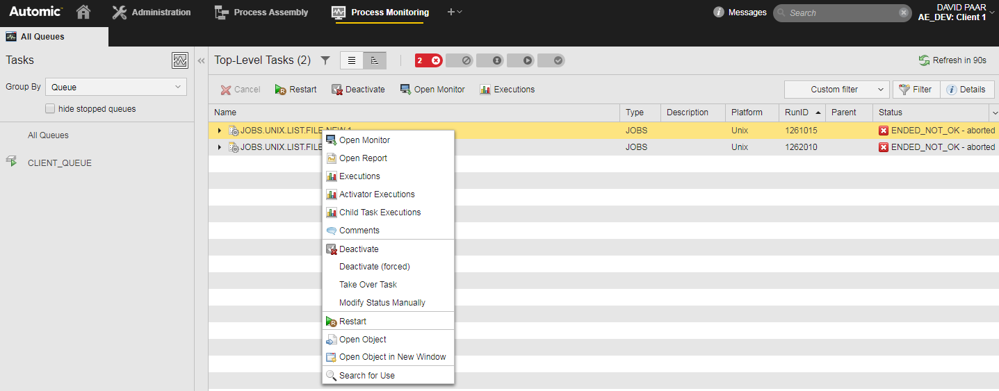 Automic
Administration
Process Assembly
Process Monitoring
Messages
Search
DAVID PAAR
AE_DEV: Client 1
All Queues
Tasks
Top-Level Tasks (2)
2
Refresh in 90s
Group By
Queue
hide stopped queues
All Queues
CLIENT_QUEUE
Cancel
Restart
Deactivate
Open Monitor
Executions
Custom filter
Filter
Details
Name Type Description Platform RunID Parent Status
JOBS.UNIX.LIST.FILE.NEW.1 JOBS Unix 1261015 ENDED_NOT_OK - aborted
JOBS.UNIX.LIST.FILE JOBS Unix 1262010 ENDED_NOT_OK - aborted
Open Monitor
Open Report
Executions
Activator Executions
Child Task Executions
Comments
Deactivate
Deactivate (forced)
Take Over Task
Modify Status Manually
Restart
Open Object
Open Object in New Window
Search for Use